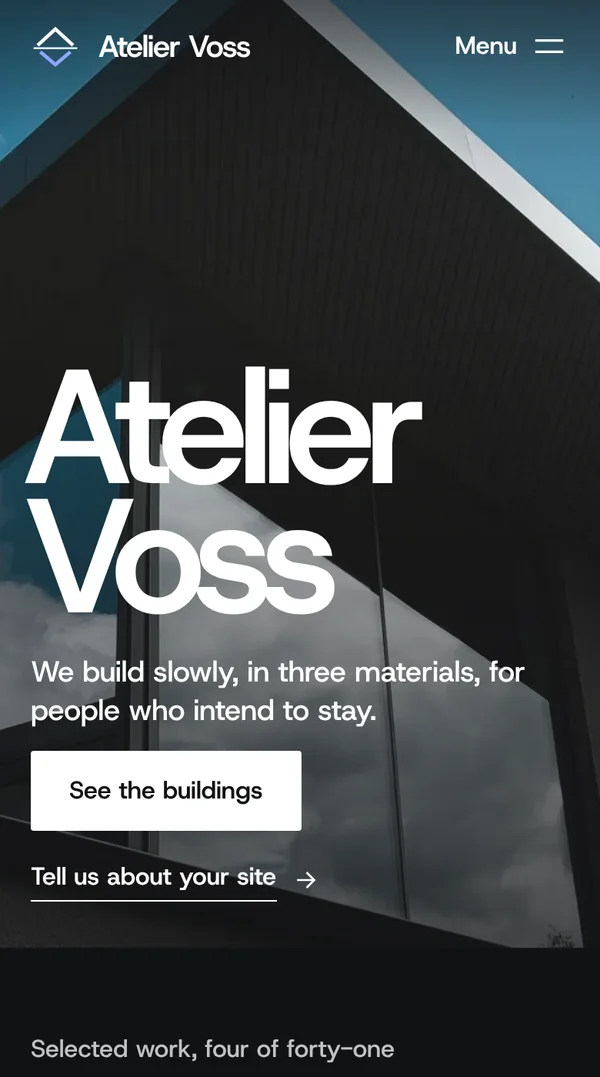 Atelier Voss
Menu
Atelier
Voss
We build slowly, in three materials, for
people who intend to stay.
See the buildings
Tell us about your site →
Selected work, four of forty-one